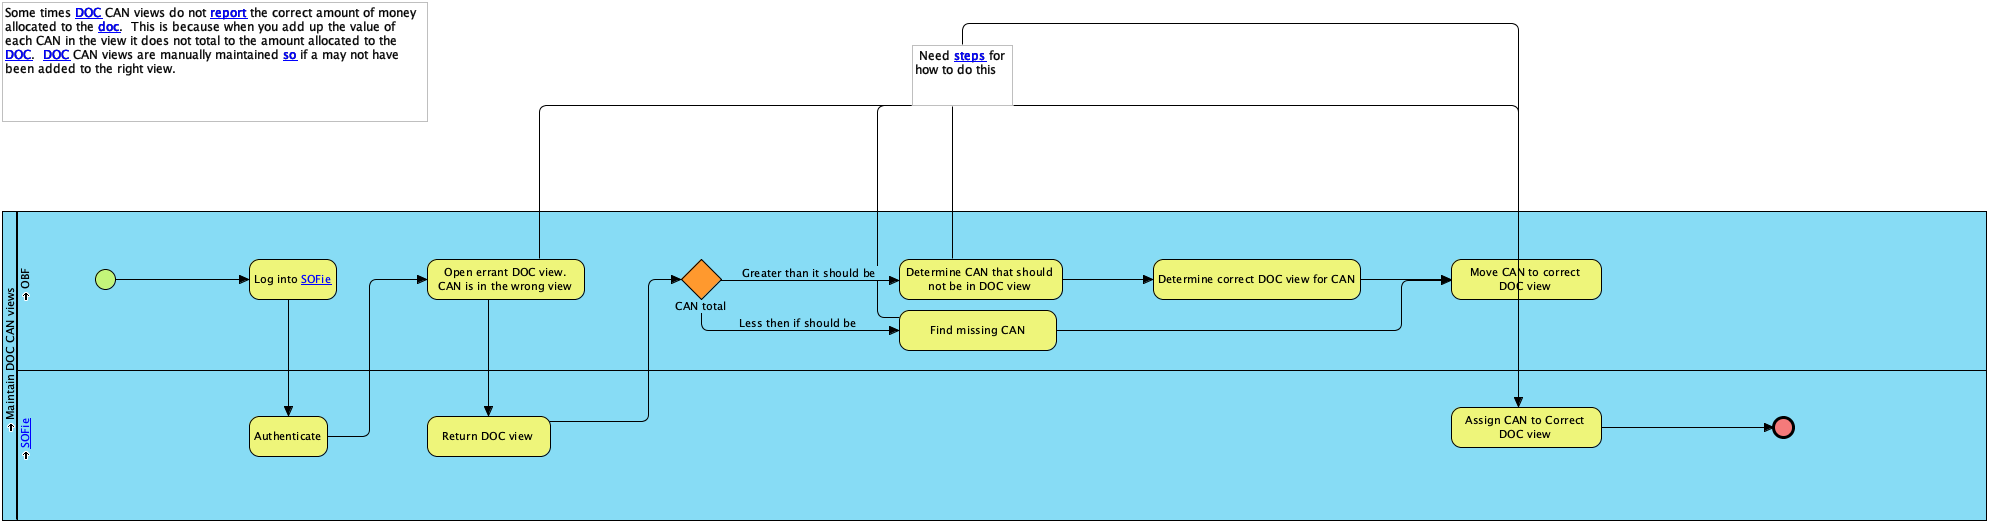 Some times DOC CAN views do not report the correct amount of money
allocated to the doc.  This is because when you add up the value of
each CAN in the view it does not total to the amount allocated to the
DOC.  DOC CAN views are manually maintained so if a may not have
been added to the right view.
Need steps for
how to do this
Maintain DOC CAN views
OBF
Log into SOFie
Open errant DOC view.
CAN is in the wrong view
CAN total
Greater than it should be
Less then if should be
Determine CAN that should
not be in DOC view
Find missing CAN
Determine correct DOC view for CAN
Move CAN to correct
DOC view
SOFie
Authenticate
Return DOC view
Assign CAN to Correct
DOC view